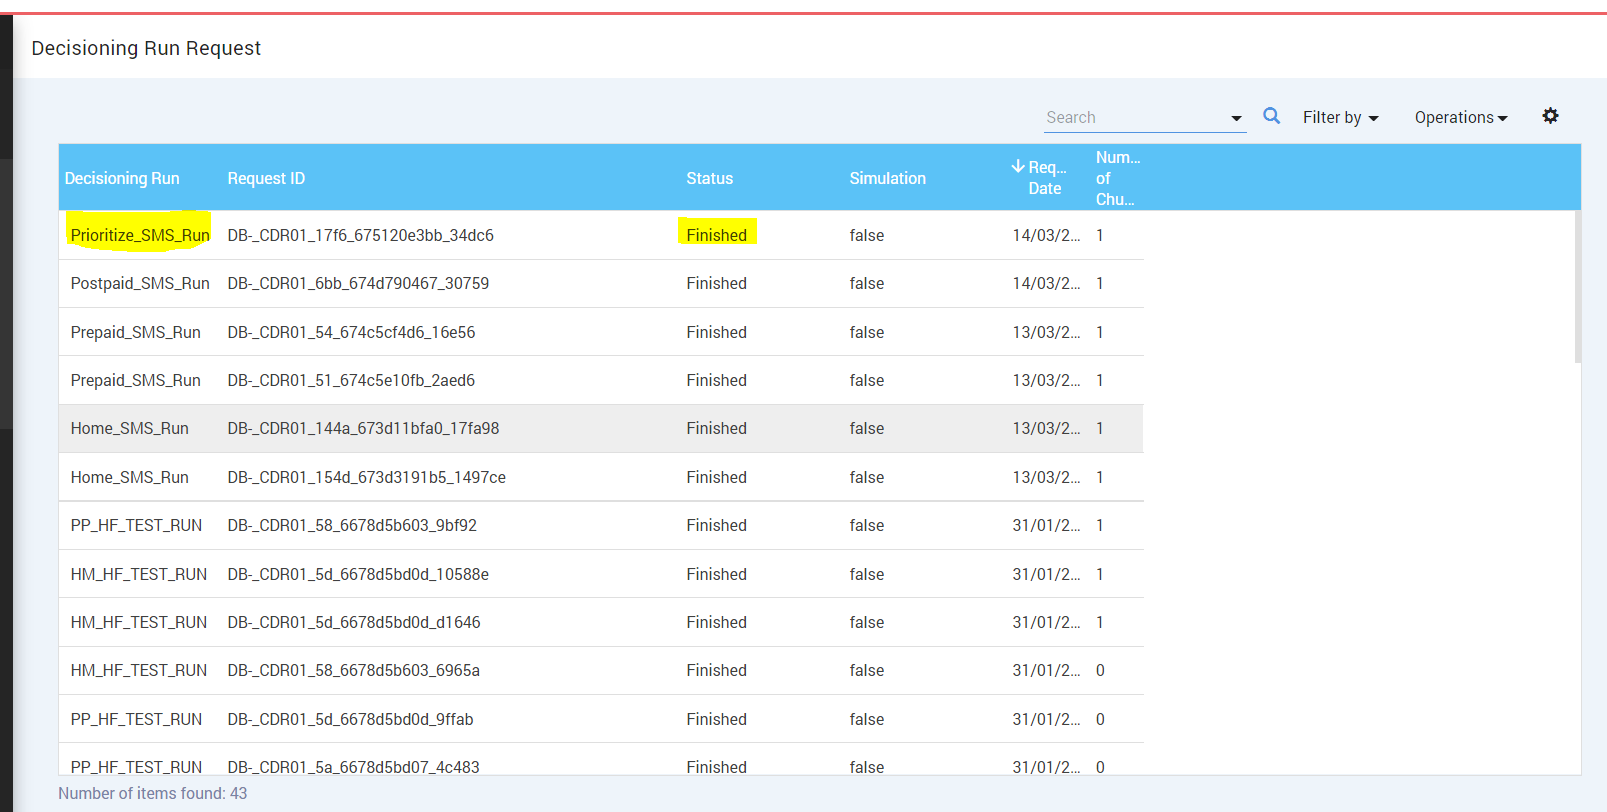 Decisioning Run Request
Search Filter by Operations
Decisioning Run Request ID Status Simulation Req... Date Num... of Chu...
Prioritize_SMS_Run DB-_CDR01_17f6_675120e3bb_34dc6 Finished false 14/03/2... 1
Postpaid_SMS_Run DB-_CDR01_6bb_674d790467_30759 Finished false 14/03/2... 1
Prepaid_SMS_Run DB-_CDR01_54_674c5cf4d6_16e56 Finished false 13/03/2... 1
Prepaid_SMS_Run DB-_CDR01_51_674c5e10fb_2aed6 Finished false 13/03/2... 1
Home_SMS_Run DB-_CDR01_144a_673d11bfa0_17fa98 Finished false 13/03/2... 1
Home_SMS_Run DB-_CDR01_154d_673d3191b5_1497ce Finished false 13/03/2... 1
PP_HF_TEST_RUN DB-_CDR01_58_6678d5b603_9bf92 Finished false 31/01/2... 1
HM_HF_TEST_RUN DB-_CDR01_5d_6678d5bd0d_10588e Finished false 31/01/2... 1
HM_HF_TEST_RUN DB-_CDR01_5d_6678d5bd0d_d1646 Finished false 31/01/2... 1
HM_HF_TEST_RUN DB-_CDR01_58_6678d5b603_6965a Finished false 31/01/2... 0
PP_HF_TEST_RUN DB-_CDR01_5d_6678d5bd0d_9ffab Finished false 31/01/2... 0
PP_HF_TEST_RUN DB-_CDR01_5a_6678d5bd07_4c483 Finished false 31/01/2... 0
Number of items found: 43